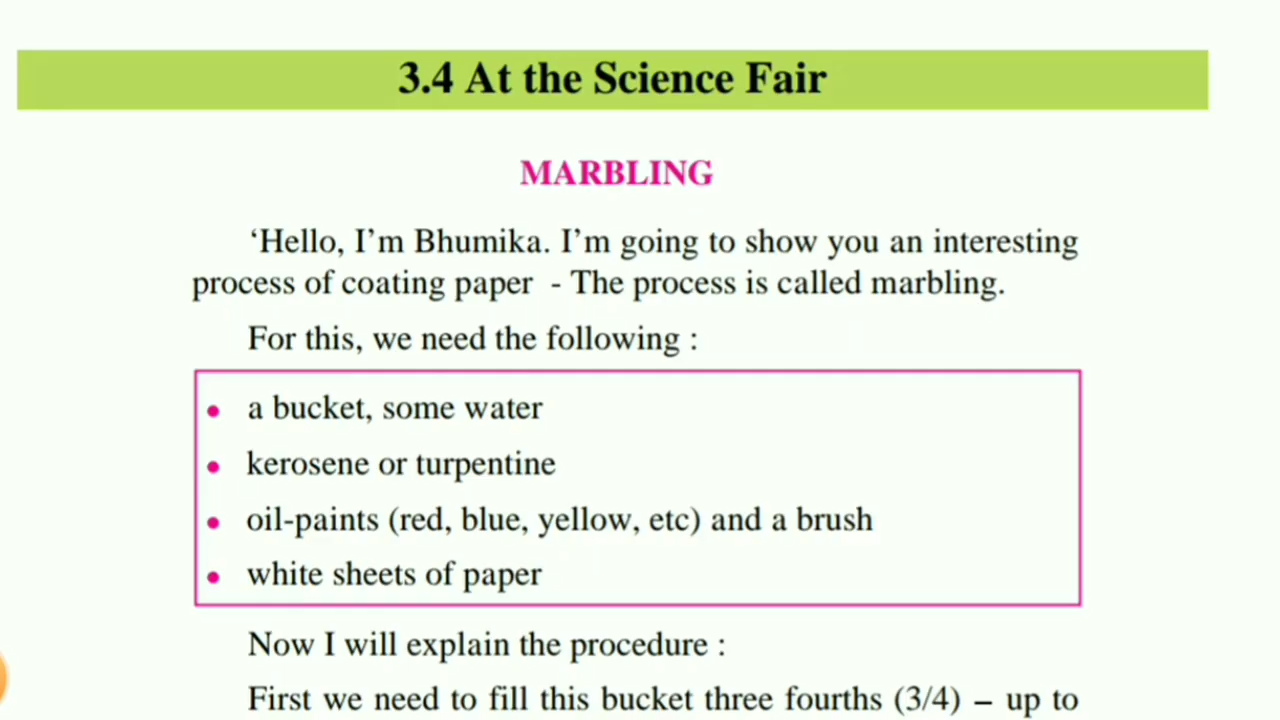 3.4 At the Science Fair
MARBLING
‘Hello, I’m Bhumika. I’m going to show you an interesting
process of coating paper - The process is called marbling.
For this, we need the following :
• a bucket, some water
• kerosene or turpentine
• oil-paints (red, blue, yellow, etc) and a brush
• white sheets of paper
Now I will explain the procedure :
First we need to fill this bucket three fourths (3/4) – up to